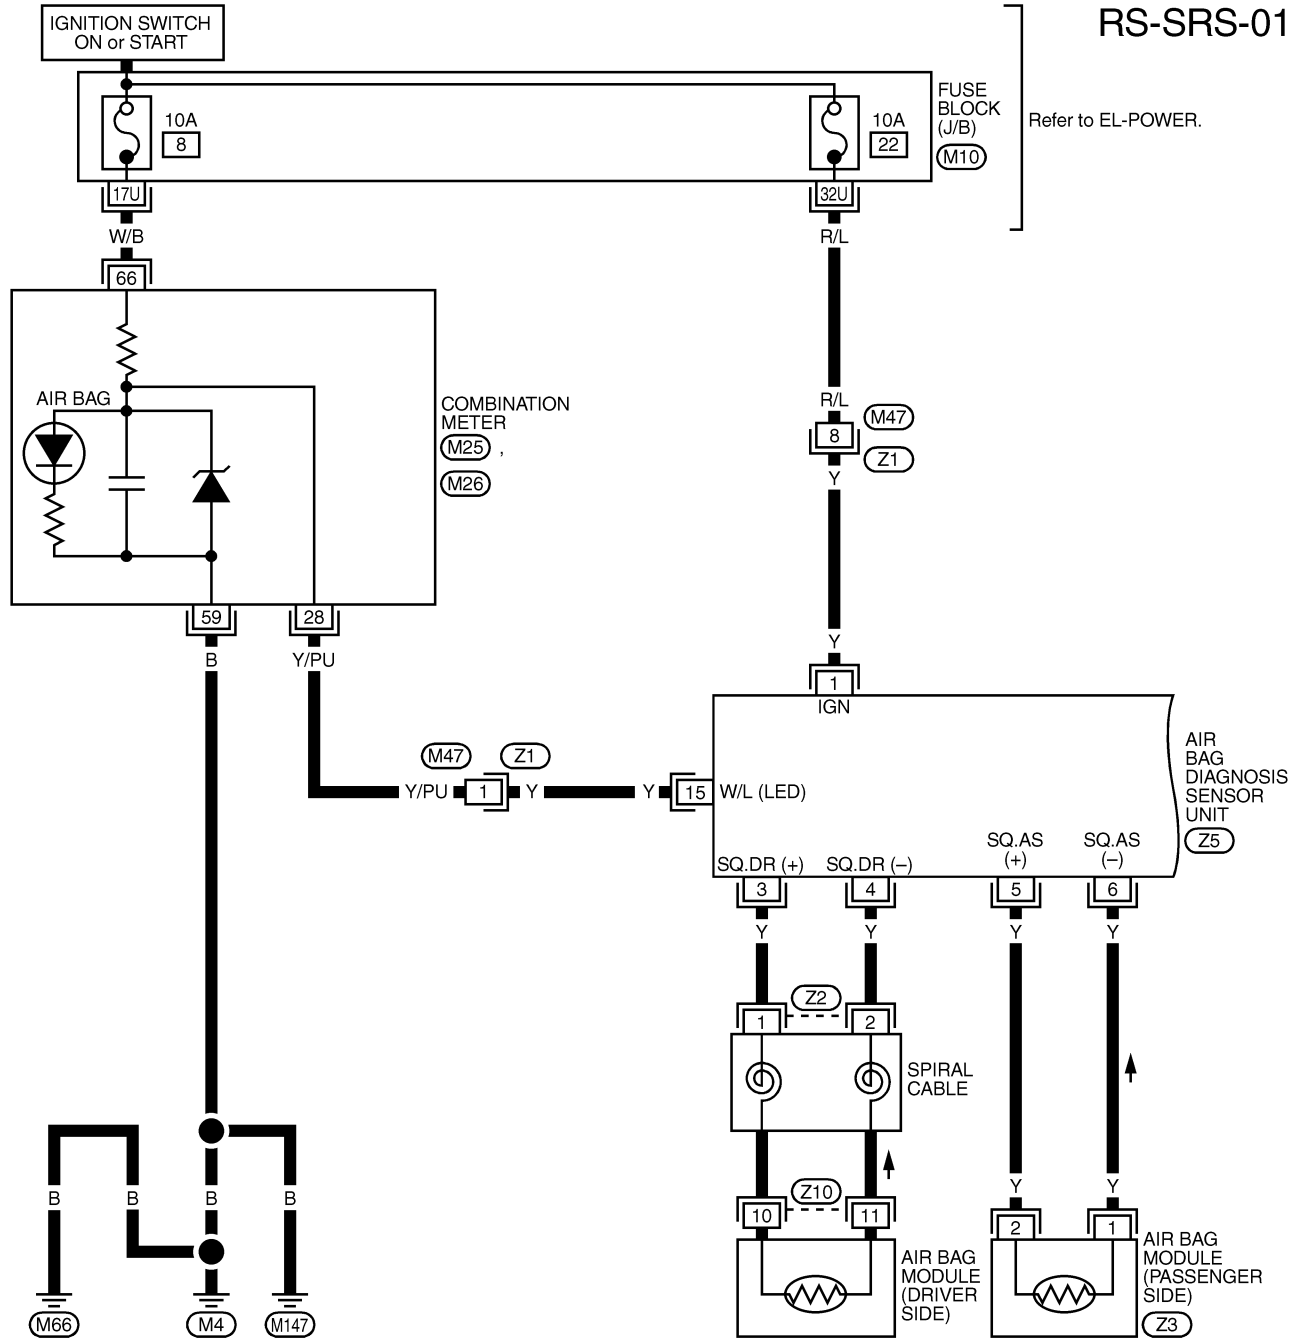 RS-SRS-01
IGNITION SWITCH
ON or START
10A
8
10A
22
FUSE
BLOCK
(J/B)
M10
Refer to EL-POWER.
17U
32U
W/B
R/L
66
AIR BAG
COMBINATION
METER
M25 ,
M26
R/L
8
M47
Z1
Y
59
28
B
Y/PU
Y
1
IGN
M47
Z1
Y/PU
1
Y
Y
15
W/L (LED)
AIR
BAG
DIAGNOSIS
SENSOR
UNIT
Z5
SQ.DR (+)
SQ.DR (–)
SQ.AS
(+)
SQ.AS
(–)
3
4
5
6
Y
Y
Y
Y
Z2
1
2
SPIRAL
CABLE
B
B
B
B
Y
Y
Z10
10
11
2
1
AIR BAG
MODULE
(DRIVER
SIDE)
AIR BAG
MODULE
(PASSENGER
SIDE)
Z3
M66
M4
M147